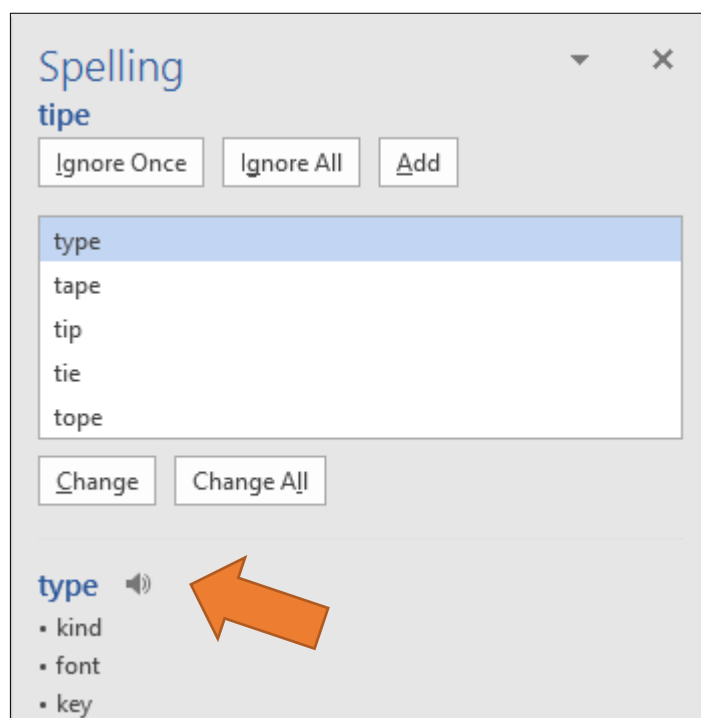 Spelling
tipe
Ignore Once Ignore All Add
type
tape
tip
tie
tope
Change Change All
type
▪ kind
▪ font
▪ key